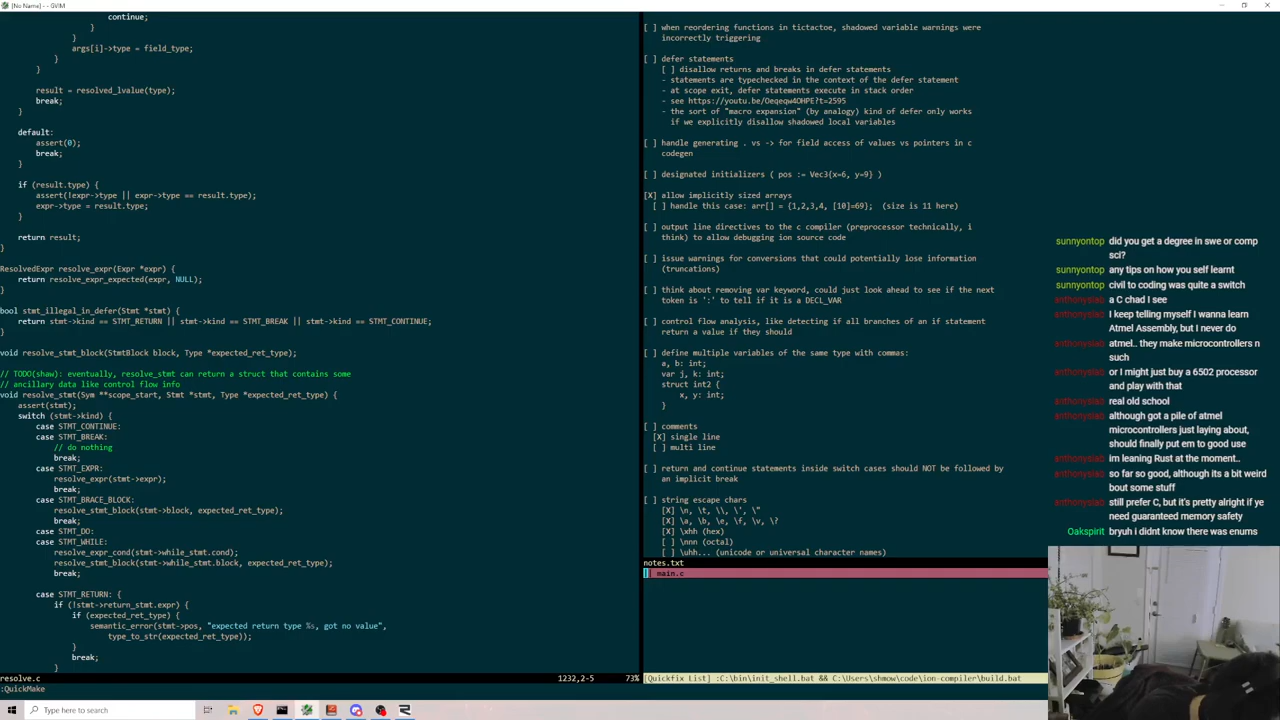 [No Name] - - GVIM
                continue;
            }
        }
        args[i]->type = field_type;
    }
}
result = resolved_lvalue(type);
break;
}
default:
assert(0);
break;
}
if (result.type) {
assert(!expr->type || expr->type == result.type);
expr->type = result.type;
}
return result;
}
ResolvedExpr resolve_expr(Expr *expr) {
return resolve_expr_expected(expr, NULL);
}
bool stmt_illegal_in_defer(Stmt *stmt) {
return stmt->kind == STMT_RETURN || stmt->kind == STMT_BREAK || stmt->kind == STMT_CONTINUE;
}
void resolve_stmt_block(StmtBlock block, Type *expected_ret_type);
// TODO(shaw): eventually, resolve_stmt can return a struct that contains some
// ancillary data like control flow info
void resolve_stmt(Sym **scope_start, Stmt *stmt, Type *expected_ret_type) {
assert(stmt);
switch (stmt->kind) {
case STMT_CONTINUE:
case STMT_BREAK:
// do nothing
break;
case STMT_EXPR:
resolve_expr(stmt->expr);
break;
case STMT_BRACE_BLOCK:
resolve_stmt_block(stmt->block, expected_ret_type);
break;
case STMT_DO:
case STMT_WHILE:
resolve_expr_cond(stmt->while_stmt.cond);
resolve_stmt_block(stmt->while_stmt.block, expected_ret_type);
break;
case STMT_RETURN: {
if (!stmt->return_stmt.expr) {
if (expected_ret_type) {
semantic_error(stmt->pos, "expected return type %s, got no value",
type_to_str(expected_ret_type));
}
break;
}
resolve.c 1232,2-5 73%
:QuickMake
[ ] when reordering functions in tictactoe, shadowed variable warnings were
incorrectly triggering
[ ] defer statements
[ ] disallow returns and breaks in defer statements
- statements are typechecked in the context of the defer statement
- at scope exit, defer statements execute in stack order
- see https://youtu.be/Oeqeqw4OHPE?t=2595
- the sort of "macro expansion" (by analogy) kind of defer only works
if we explicitly disallow shadowed local variables
[ ] handle generating . vs -> for field access of values vs pointers in c
codegen
[ ] designated initializers ( pos := Vec3{x=6, y=9} )
[X] allow implicitly sized arrays
[ ] handle this case: arr[] = {1,2,3,4, [10]=69}; (size is 11 here)
[ ] output line directives to the c compiler (preprocessor technically, i
think) to allow debugging ion source code
[ ] issue warnings for conversions that could potentially lose information
(truncations)
[ ] think about removing var keyword, could just look ahead to see if the next
token is ':' to tell if it is a DECL_VAR
[ ] control flow analysis, like detecting if all branches of an if statement
return a value if they should
[ ] define multiple variables of the same type with commas:
a, b: int;
var j, k: int;
struct int2 {
x, y: int;
}
[ ] comments
[X] single line
[ ] multi line
[ ] return and continue statements inside switch cases should NOT be followed by
an implicit break
[ ] string escape chars
[X] \n, \t, \\, \', \"
[X] \a, \b, \e, \f, \v, \?
[X] \xhh (hex)
[ ] \nnn (octal)
[ ] \uhh... (unicode or universal character names)
notes.txt
|| main.c
[Quickfix List] :C:\bin\init_shell.bat && C:\Users\shmow\code\ion-compiler\build.bat
sunnyontop did you get a degree in swe or comp
sci?
sunnyontop any tips on how you self learnt
sunnyontop civil to coding was quite a switch
anthonyslab a C chad I see
anthonyslab I keep telling myself I wanna learn
Atmel Assembly, but I never do
anthonyslab atmel.. they make microcontrollers n
such
anthonyslab or I might just buy a 6502 processor
and play with that
anthonyslab real old school
anthonyslab although got a pile of atmel
microcontrollers just laying about,
should finally put em to good use
anthonyslab im leaning Rust at the moment..
anthonyslab so far so good, although its a bit weird
bout some stuff
anthonyslab still prefer C, but it's pretty alright if ye
need guaranteed memory safety
Oakspirit bryuh i didnt know there was enums
Type here to search